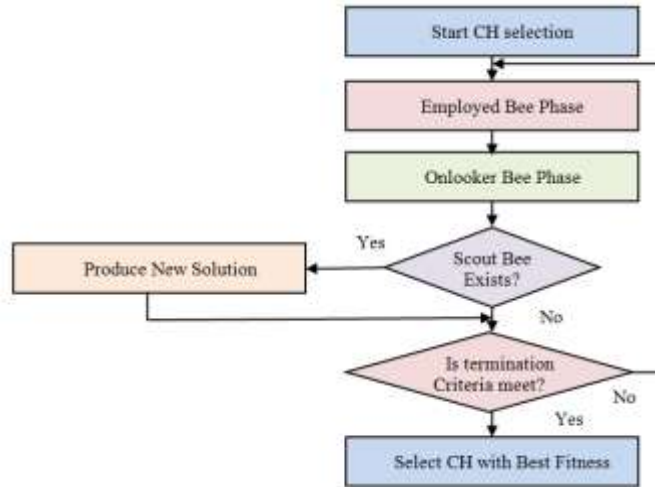 Start CH selection
Employed Bee Phase
Onlooker Bee Phase
Yes
Produce New Solution
Scout Bee
Exists?
No
Is termination
Criteria meet?
No
Yes
Select CH with Best Fitness